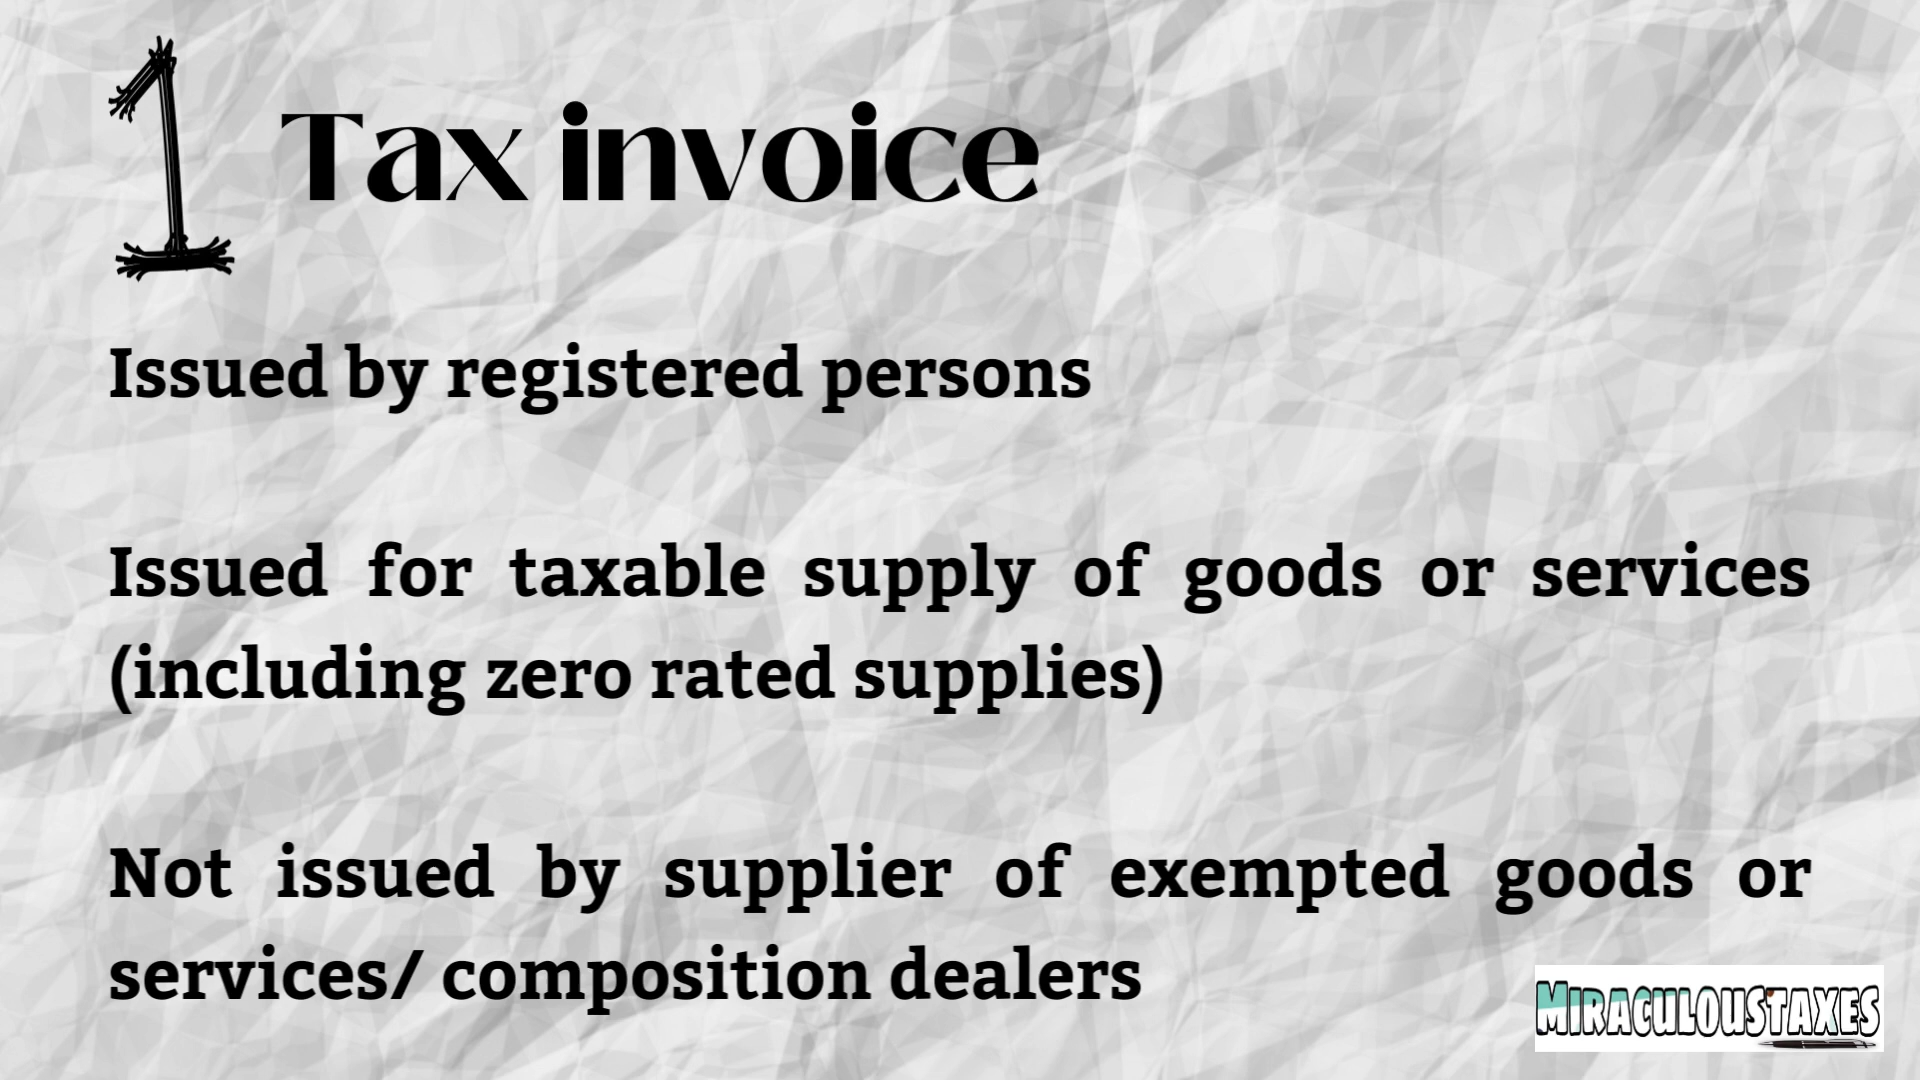 1 Tax invoice
Issued by registered persons
Issued for taxable supply of goods or services
(including zero rated supplies)
Not issued by supplier of exempted goods or
services/ composition dealers
MIRACULOUSTAXES